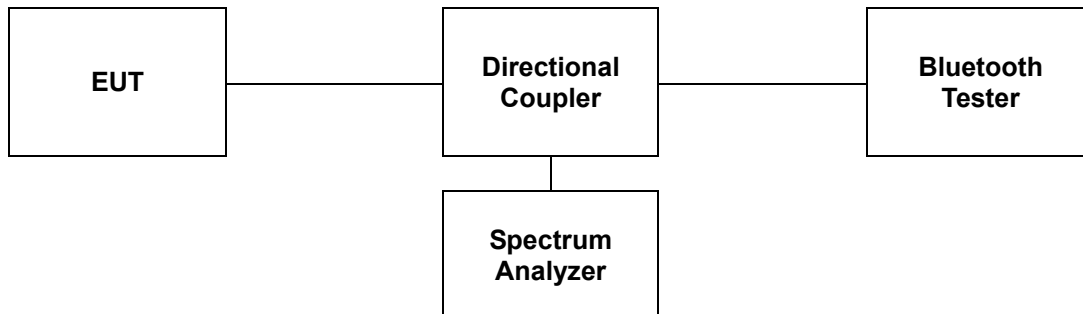 EUT
Directional
Coupler
Bluetooth
Tester
Spectrum
Analyzer